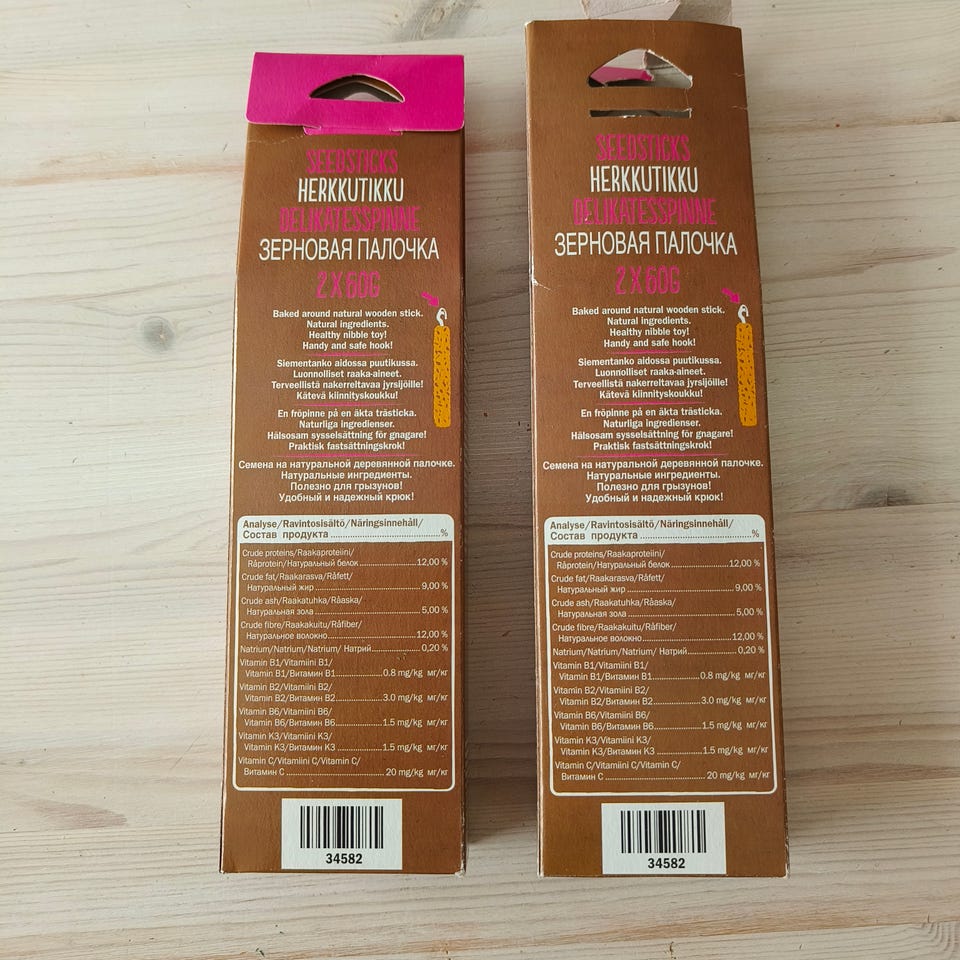 SEEDSTICKS
HERKKUTIKKU
DELIKATESSPINNE
ЗЕРНОВАЯ ПАЛОЧКА
2 X 60G
Baked around natural wooden stick.
Natural ingredients.
Healthy nibble toy!
Handy and safe hook!
Siementanko aidossa puutikussa.
Luonnolliset raaka-aineet.
Terveellistä nakerreltavaa jyrsijöille!
Kätevä kiinnityskoukku!
En fröpinne på en äkta trästicka.
Naturliga ingredienser.
Hälsosam sysselsättning för gnagare!
Praktisk fastsättningskrok!
Семена на натуральной деревянной палочке.
Натуральные ингредиенты.
Полезно для грызунов!
Удобный и надежный крюк!
Analyse/Ravintosisältö/Näringsinnehåll/
Состав продукта.......................................%
Crude proteins/Raakaproteiini/
Råprotein/Натуральный белок...................12,00 %
Crude fat/Raakarasva/Råfett/
Натуральный жир....................................9,00 %
Crude ash/Raakatuhka/Råaska/
Натуральная зола...................................5,00 %
Crude fibre/Raakakuitu/Råfiber/
Натуральное волокно..............................12,00 %
Natrium/Natrium/Natrium/ Натрий................0,20 %
Vitamin B1/Vitamiini B1/
Vitamin B1/Витамин B1................0.8 mg/kg мг/кг
Vitamin B2/Vitamiini B2/
Vitamin B2/Витамин B2................3.0 mg/kg мг/кг
Vitamin B6/Vitamiini B6/
Vitamin B6/Витамин B6................1.5 mg/kg мг/кг
Vitamin K3/Vitamiini K3/
Vitamin K3/Витамин K3................1.5 mg/kg мг/кг
Vitamin C/Vitamiini C/Vitamin C/
Витамин C................................20 mg/kg мг/кг
34582
SEEDSTICKS
HERKKUTIKKU
DELIKATESSPINNE
ЗЕРНОВАЯ ПАЛОЧКА
2 X 60G
Baked around natural wooden stick.
Natural ingredients.
Healthy nibble toy!
Handy and safe hook!
Siementanko aidossa puutikussa.
Luonnolliset raaka-aineet.
Terveellistä nakerreltavaa jyrsijöille!
Kätevä kiinnityskoukku!
En fröpinne på en äkta trästicka.
Naturliga ingredienser.
Hälsosam sysselsättning för gnagare!
Praktisk fastsättningskrok!
Семена на натуральной деревянной палочке.
Натуральные ингредиенты.
Полезно для грызунов!
Удобный и надежный крюк!
Analyse/Ravintosisältö/Näringsinnehåll/
Состав продукта.......................................%
Crude proteins/Raakaproteiini/
Råprotein/Натуральный белок...................12,00 %
Crude fat/Raakarasva/Råfett/
Натуральный жир....................................9,00 %
Crude ash/Raakatuhka/Råaska/
Натуральная зола...................................5,00 %
Crude fibre/Raakakuitu/Råfiber/
Натуральное волокно..............................12,00 %
Natrium/Natrium/Natrium/ Натрий................0,20 %
Vitamin B1/Vitamiini B1/
Vitamin B1/Витамин B1................0.8 mg/kg мг/кг
Vitamin B2/Vitamiini B2/
Vitamin B2/Витамин B2................3.0 mg/kg мг/кг
Vitamin B6/Vitamiini B6/
Vitamin B6/Витамин B6................1.5 mg/kg мг/кг
Vitamin K3/Vitamiini K3/
Vitamin K3/Витамин K3................1.5 mg/kg мг/кг
Vitamin C/Vitamiini C/Vitamin C/
Витамин C................................20 mg/kg мг/кг
34582